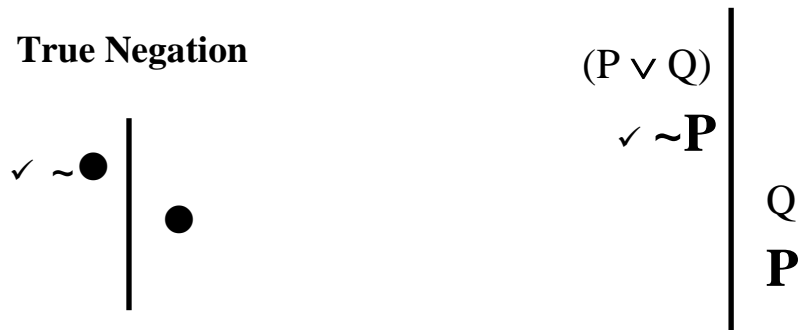 True Negation
✓ ~●
●
(P ∨ Q)
✓ ~P
Q
P